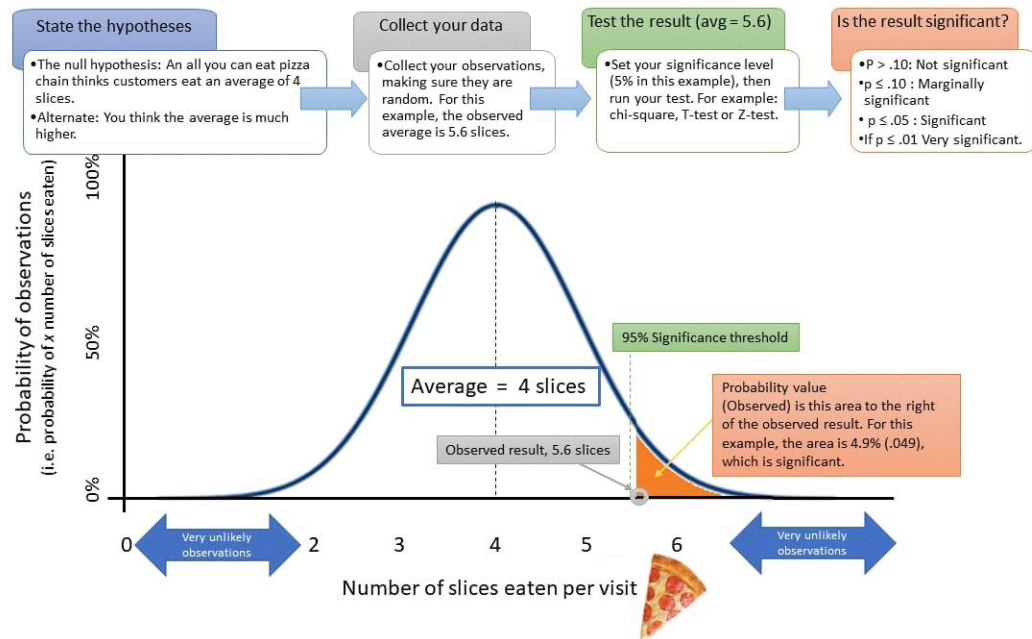 State the hypotheses
•The null hypothesis: An all you can eat pizza
chain thinks customers eat an average of 4
slices.
•Alternate: You think the average is much
higher.
Collect your data
•Collect your observations,
making sure they are
random. For this
example, the observed
average is 5.6 slices.
Test the result (avg = 5.6)
•Set your significance level
(5% in this example), then
run your test. For example:
chi-square, T-test or Z-test.
Is the result significant?
•P > .10: Not significant
•p ≤ .10 : Marginally
significant
• p ≤ .05 : Significant
•If p ≤ .01 Very significant.
Probability of observations
(i.e. probability of x number of slices eaten)
100%
50%
0%
95% Significance threshold
Average = 4 slices
Probability value
(Observed) is this area to the right
of the observed result. For this
example, the area is 4.9% (.049),
which is significant.
Observed result, 5.6 slices
0
Very unlikely
observations
2
3
4
5
6
Very unlikely
observations
Number of slices eaten per visit